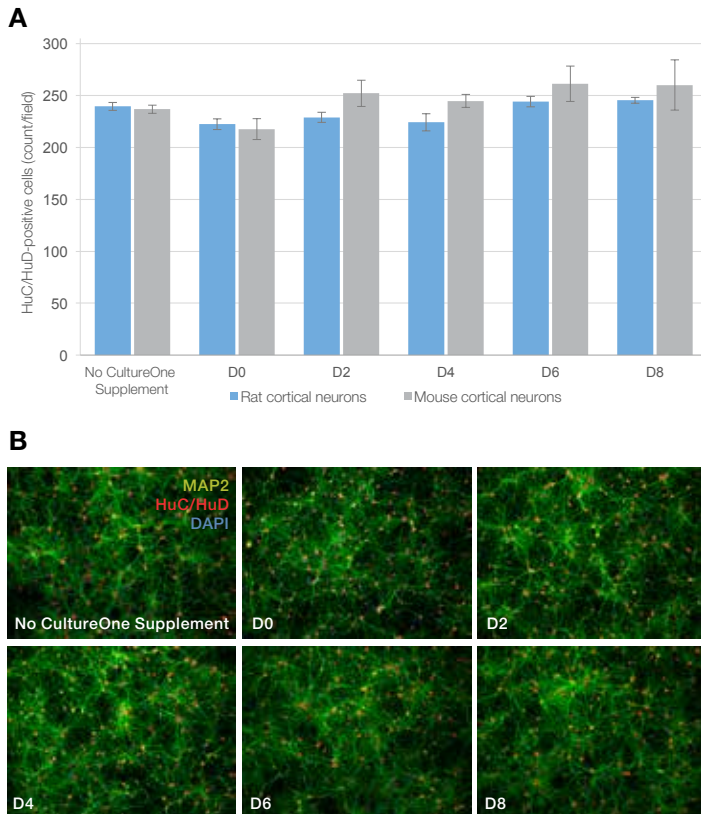 A
300
250
200
150
100
50
0
HuC/HuD-positive cells (count/field)
No CultureOne
Supplement
D0
D2
D4
D6
D8
Rat cortical neurons
Mouse cortical neurons
B
MAP2
HuC/HuD
DAPI
No CultureOne Supplement
D0
D2
D4
D6
D8